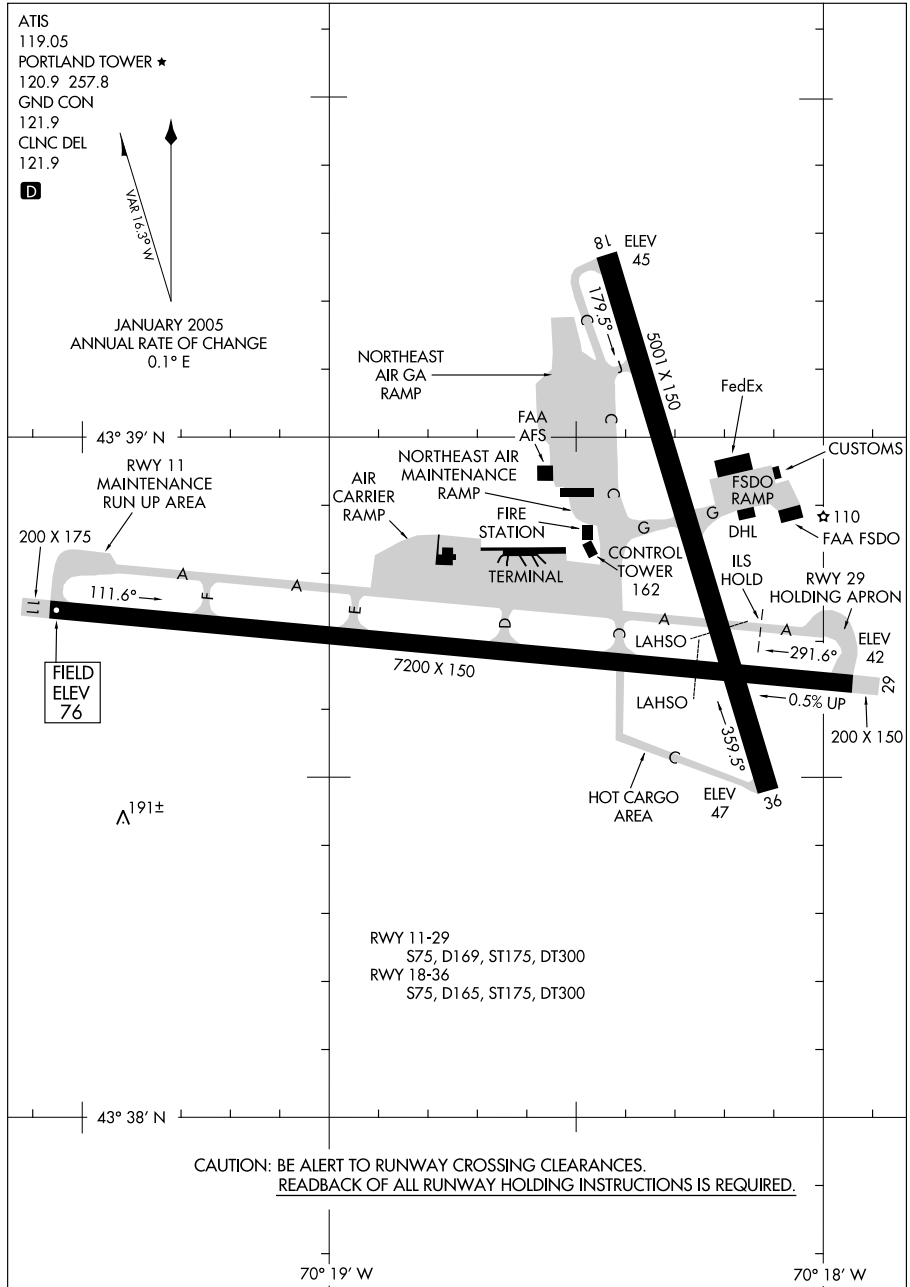 ATIS
119.05
PORTLAND TOWER ★
120.9 257.8
GND CON
121.9
CLNC DEL
121.9
D
VAR 16.3° W
JANUARY 2005
ANNUAL RATE OF CHANGE
0.1° E
18
ELEV
45
179.5°
C
J
5001 X 150
NORTHEAST
AIR GA
RAMP
C
FedEx
43° 39' N
FAA
AFS
CUSTOMS
RWY 11
MAINTENANCE
RUN UP AREA
AIR
CARRIER
RAMP
NORTHEAST AIR
MAINTENANCE
RAMP
C
FSDO
RAMP
FIRE
STATION
G
G
DHL
110
FAA FSDO
200 X 175
TERMINAL
CONTROL
TOWER
162
ILS
HOLD
RWY 29
HOLDING APRON
A
A
11
111.6°
F
E
D
C
A
A
LAHSO
291.6°
ELEV
42
FIELD
ELEV
76
7200 X 150
LAHSO
0.5% UP
29
200 X 150
359.5°
C
HOT CARGO
AREA
ELEV
47
36
191±
RWY 11-29
S75, D169, ST175, DT300
RWY 18-36
S75, D165, ST175, DT300
43° 38' N
CAUTION: BE ALERT TO RUNWAY CROSSING CLEARANCES.
READBACK OF ALL RUNWAY HOLDING INSTRUCTIONS IS REQUIRED.
70° 19' W
70° 18' W